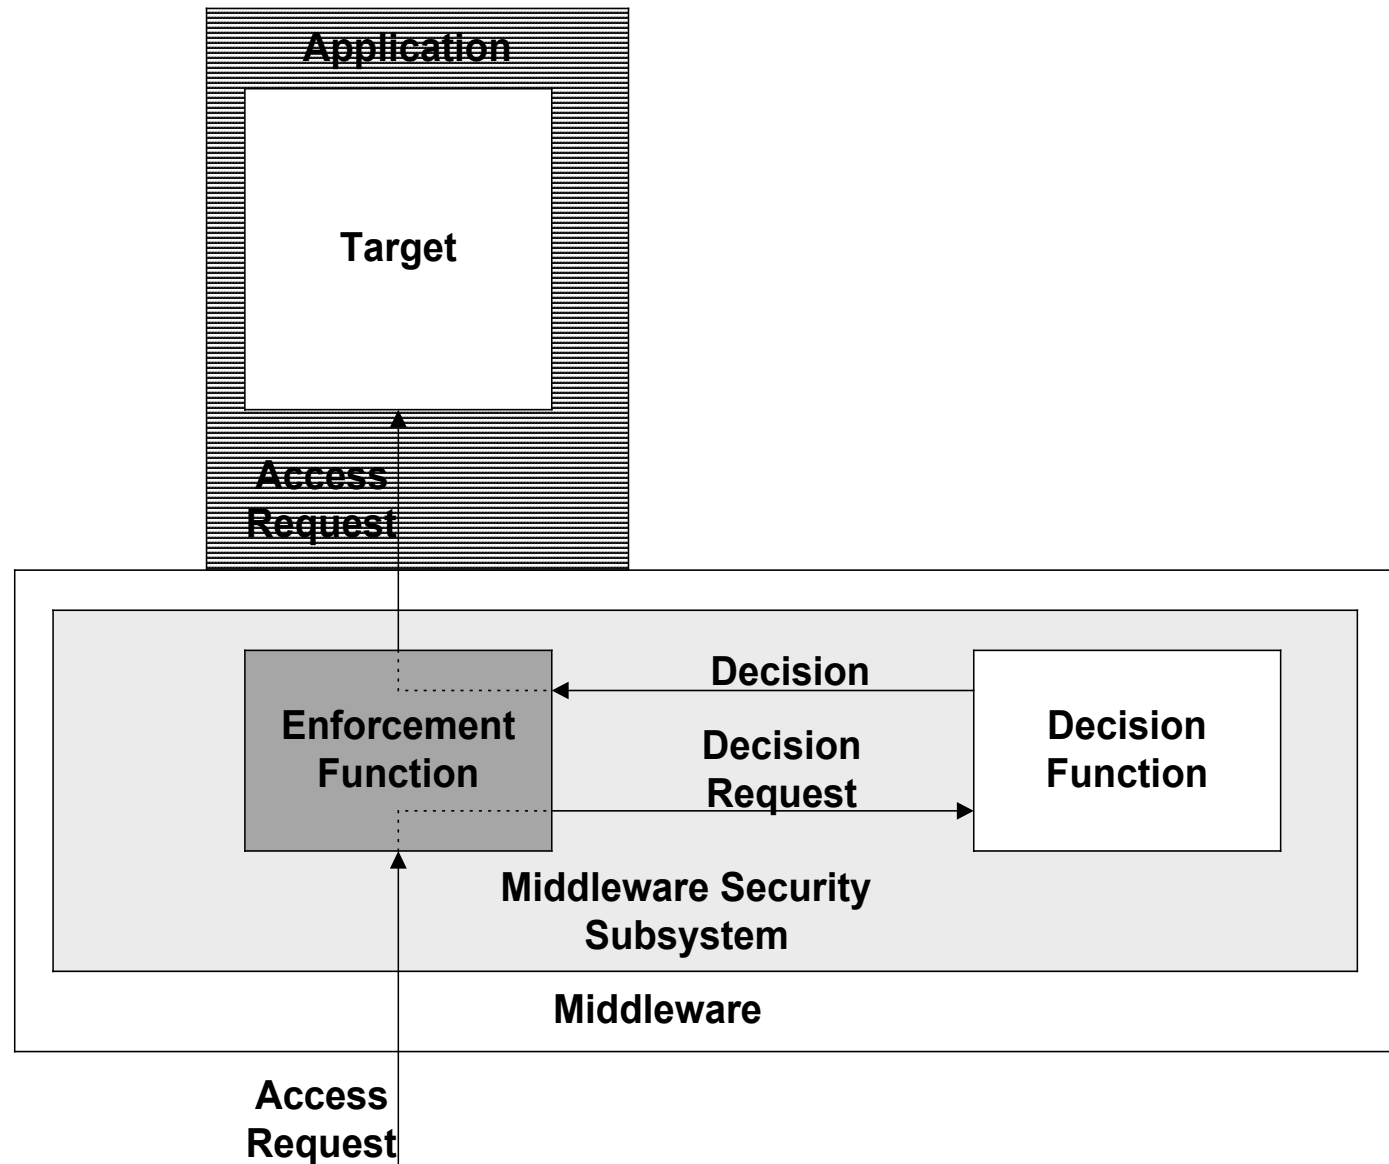 Application
Target
Access
Request
Decision
Enforcement
Function
Decision
Request
Decision
Function
Middleware Security
Subsystem
Middleware
Access
Request